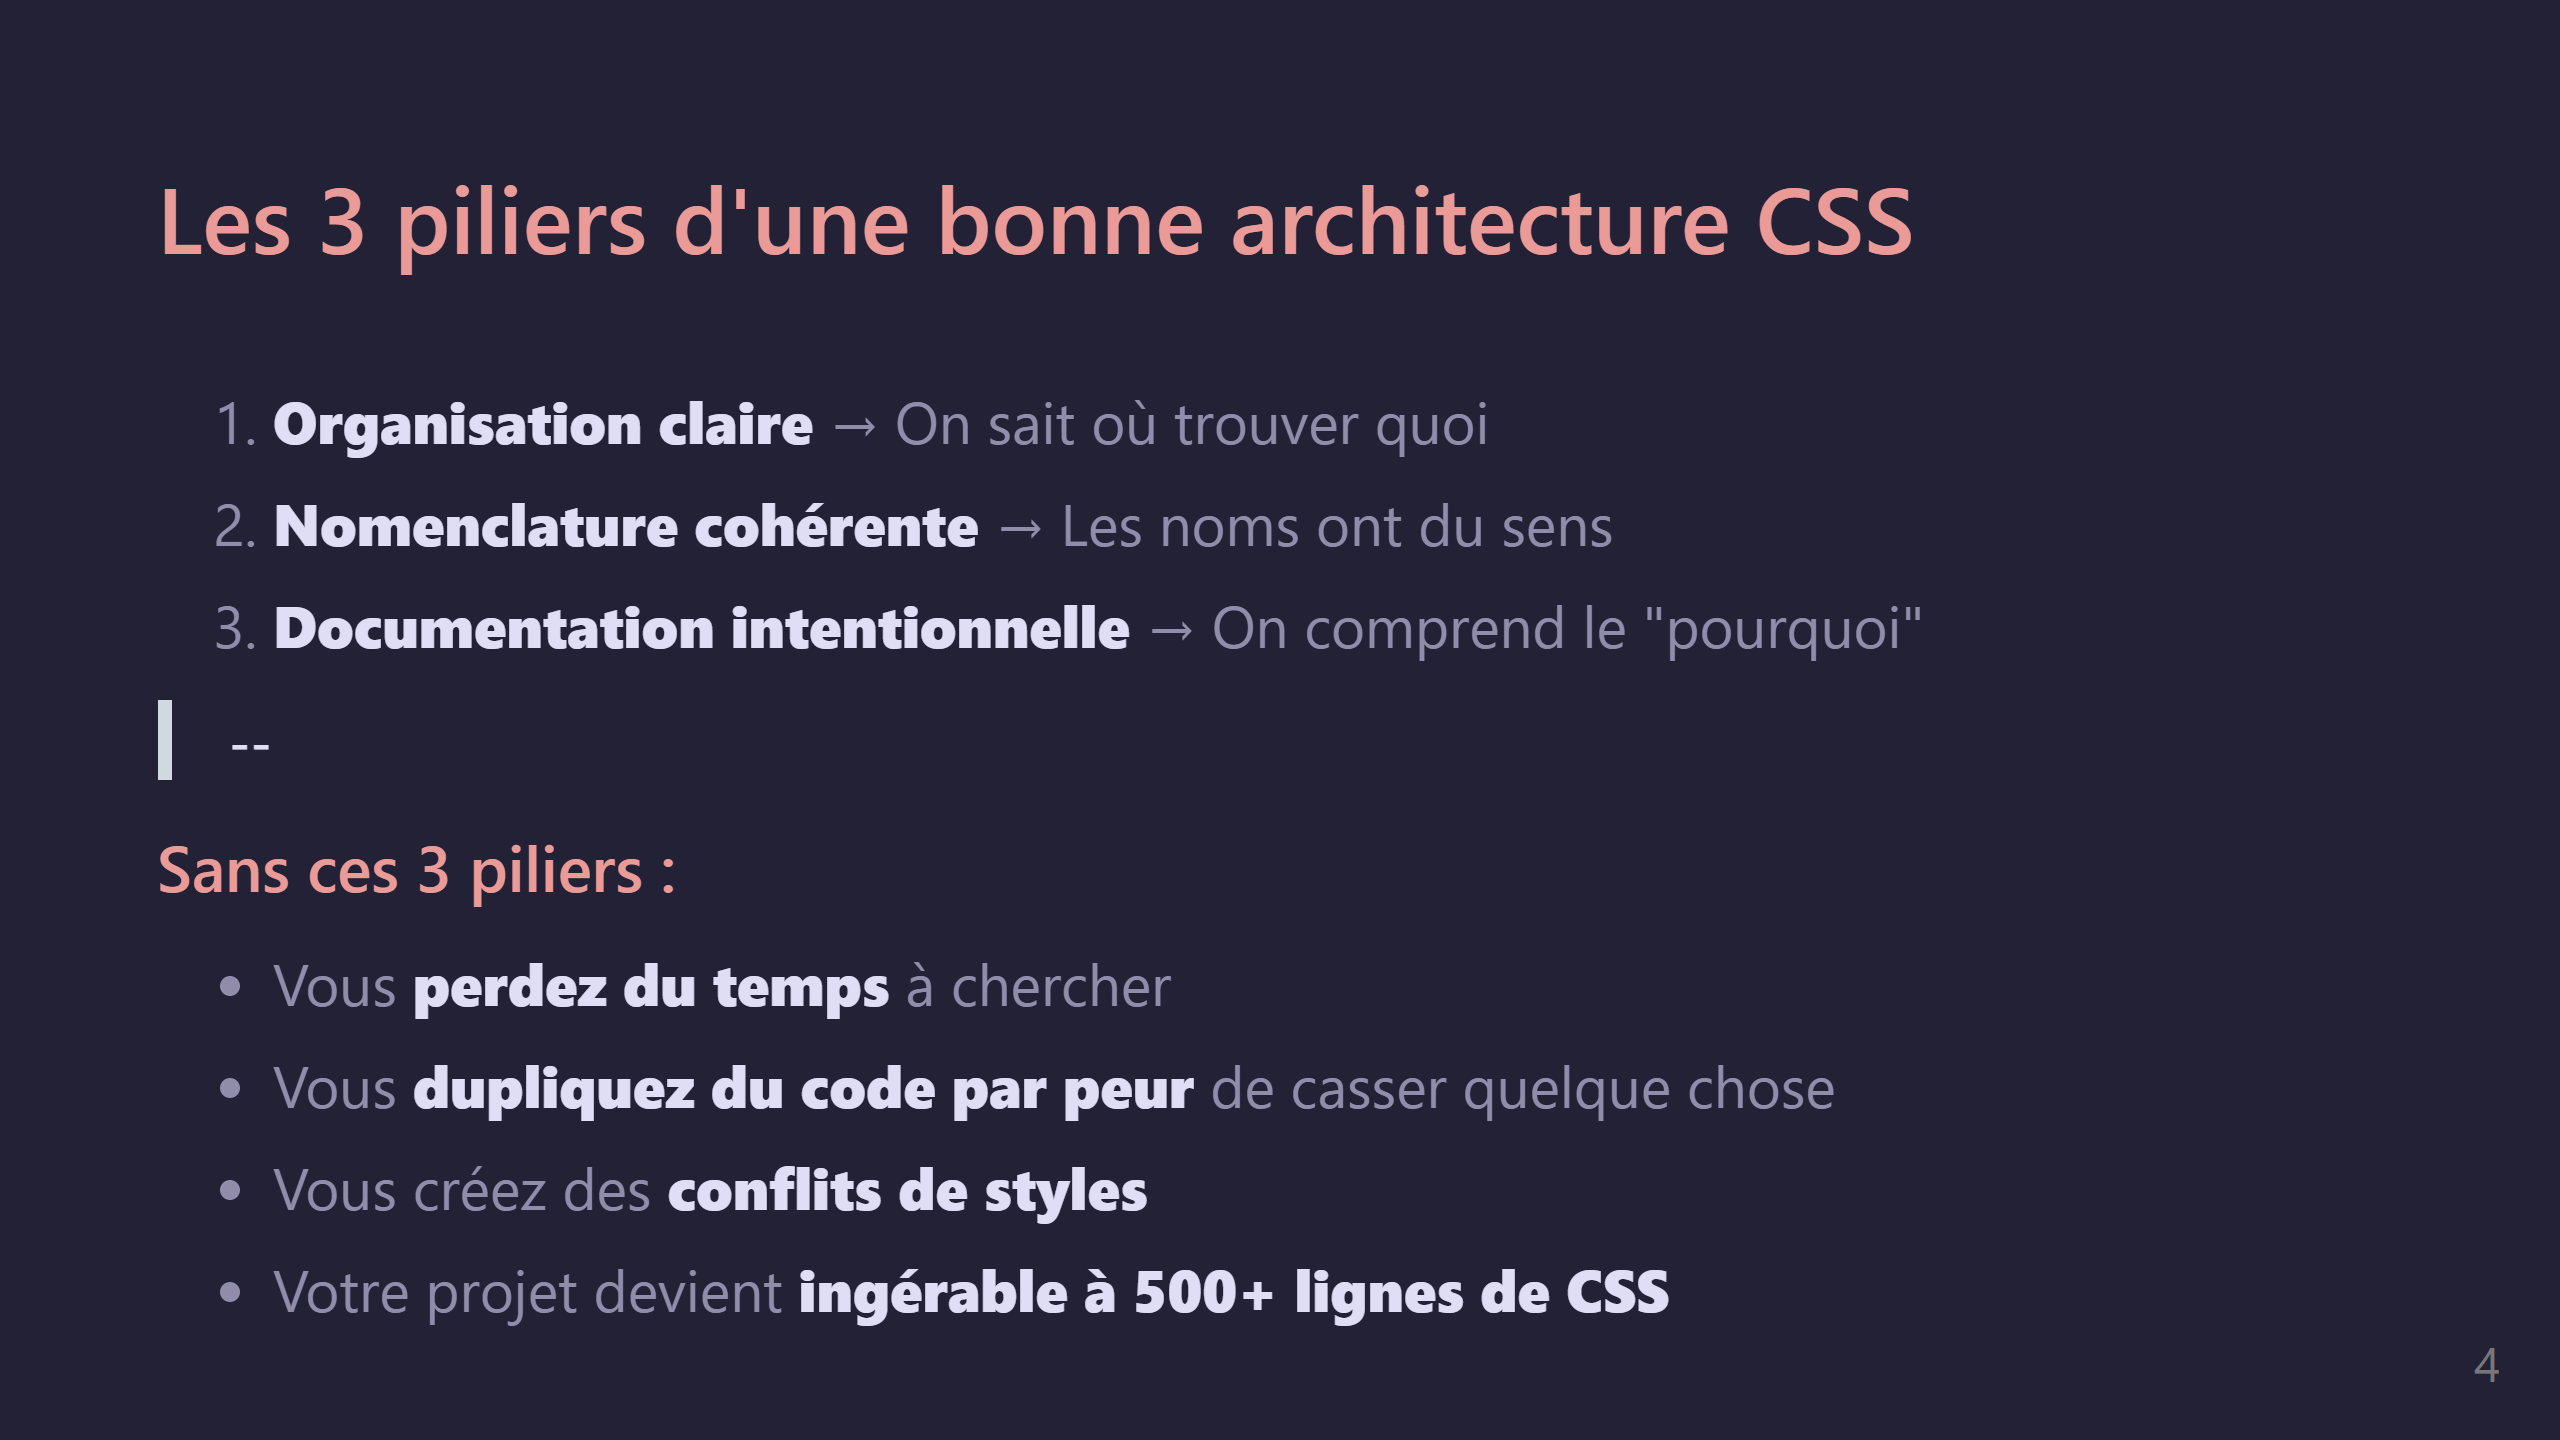 Les 3 piliers d'une bonne architecture CSS
1. Organisation claire → On sait où trouver quoi
2. Nomenclature cohérente → Les noms ont du sens
3. Documentation intentionnelle → On comprend le "pourquoi"
--
Sans ces 3 piliers :
• Vous perdez du temps à chercher
• Vous dupliquez du code par peur de casser quelque chose
• Vous créez des conflits de styles
• Votre projet devient ingérable à 500+ lignes de CSS
4